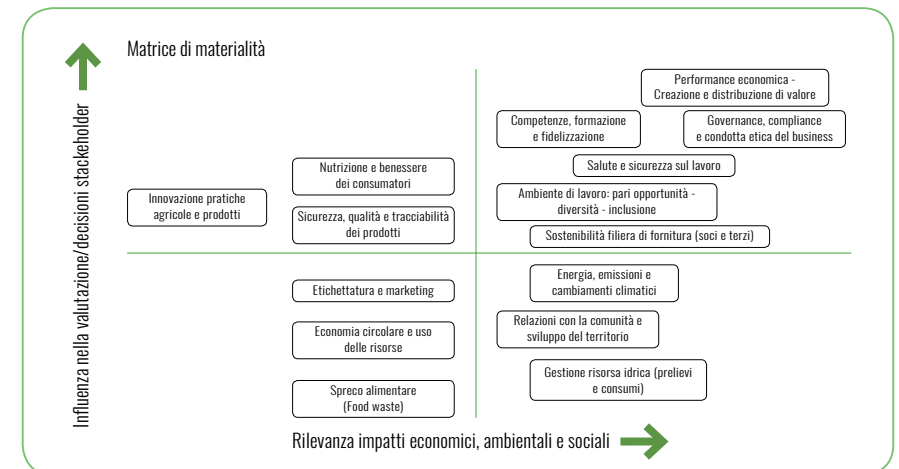 Matrice di materialità
Influenza nella valutazione/decisioni stackeholder
Performance economica -
Creazione e distribuzione di valore
Competenze, formazione
e fidelizzazione
Governance, compliance
e condotta etica del business
Salute e sicurezza sul lavoro
Nutrizione e benessere
dei consumatori
Innovazione pratiche
agricole e prodotti
Ambiente di lavoro: pari opportunità -
diversità - inclusione
Sicurezza, qualità e tracciabilità
dei prodotti
Sostenibilità filiera di fornitura (soci e terzi)
Energia, emissioni e
cambiamenti climatici
Etichettatura e marketing
Relazioni con la comunità e
sviluppo del territorio
Economia circolare e uso
delle risorse
Gestione risorsa idrica (prelievi
e consumi)
Spreco alimentare
(Food waste)
Rilevanza impatti economici, ambientali e sociali